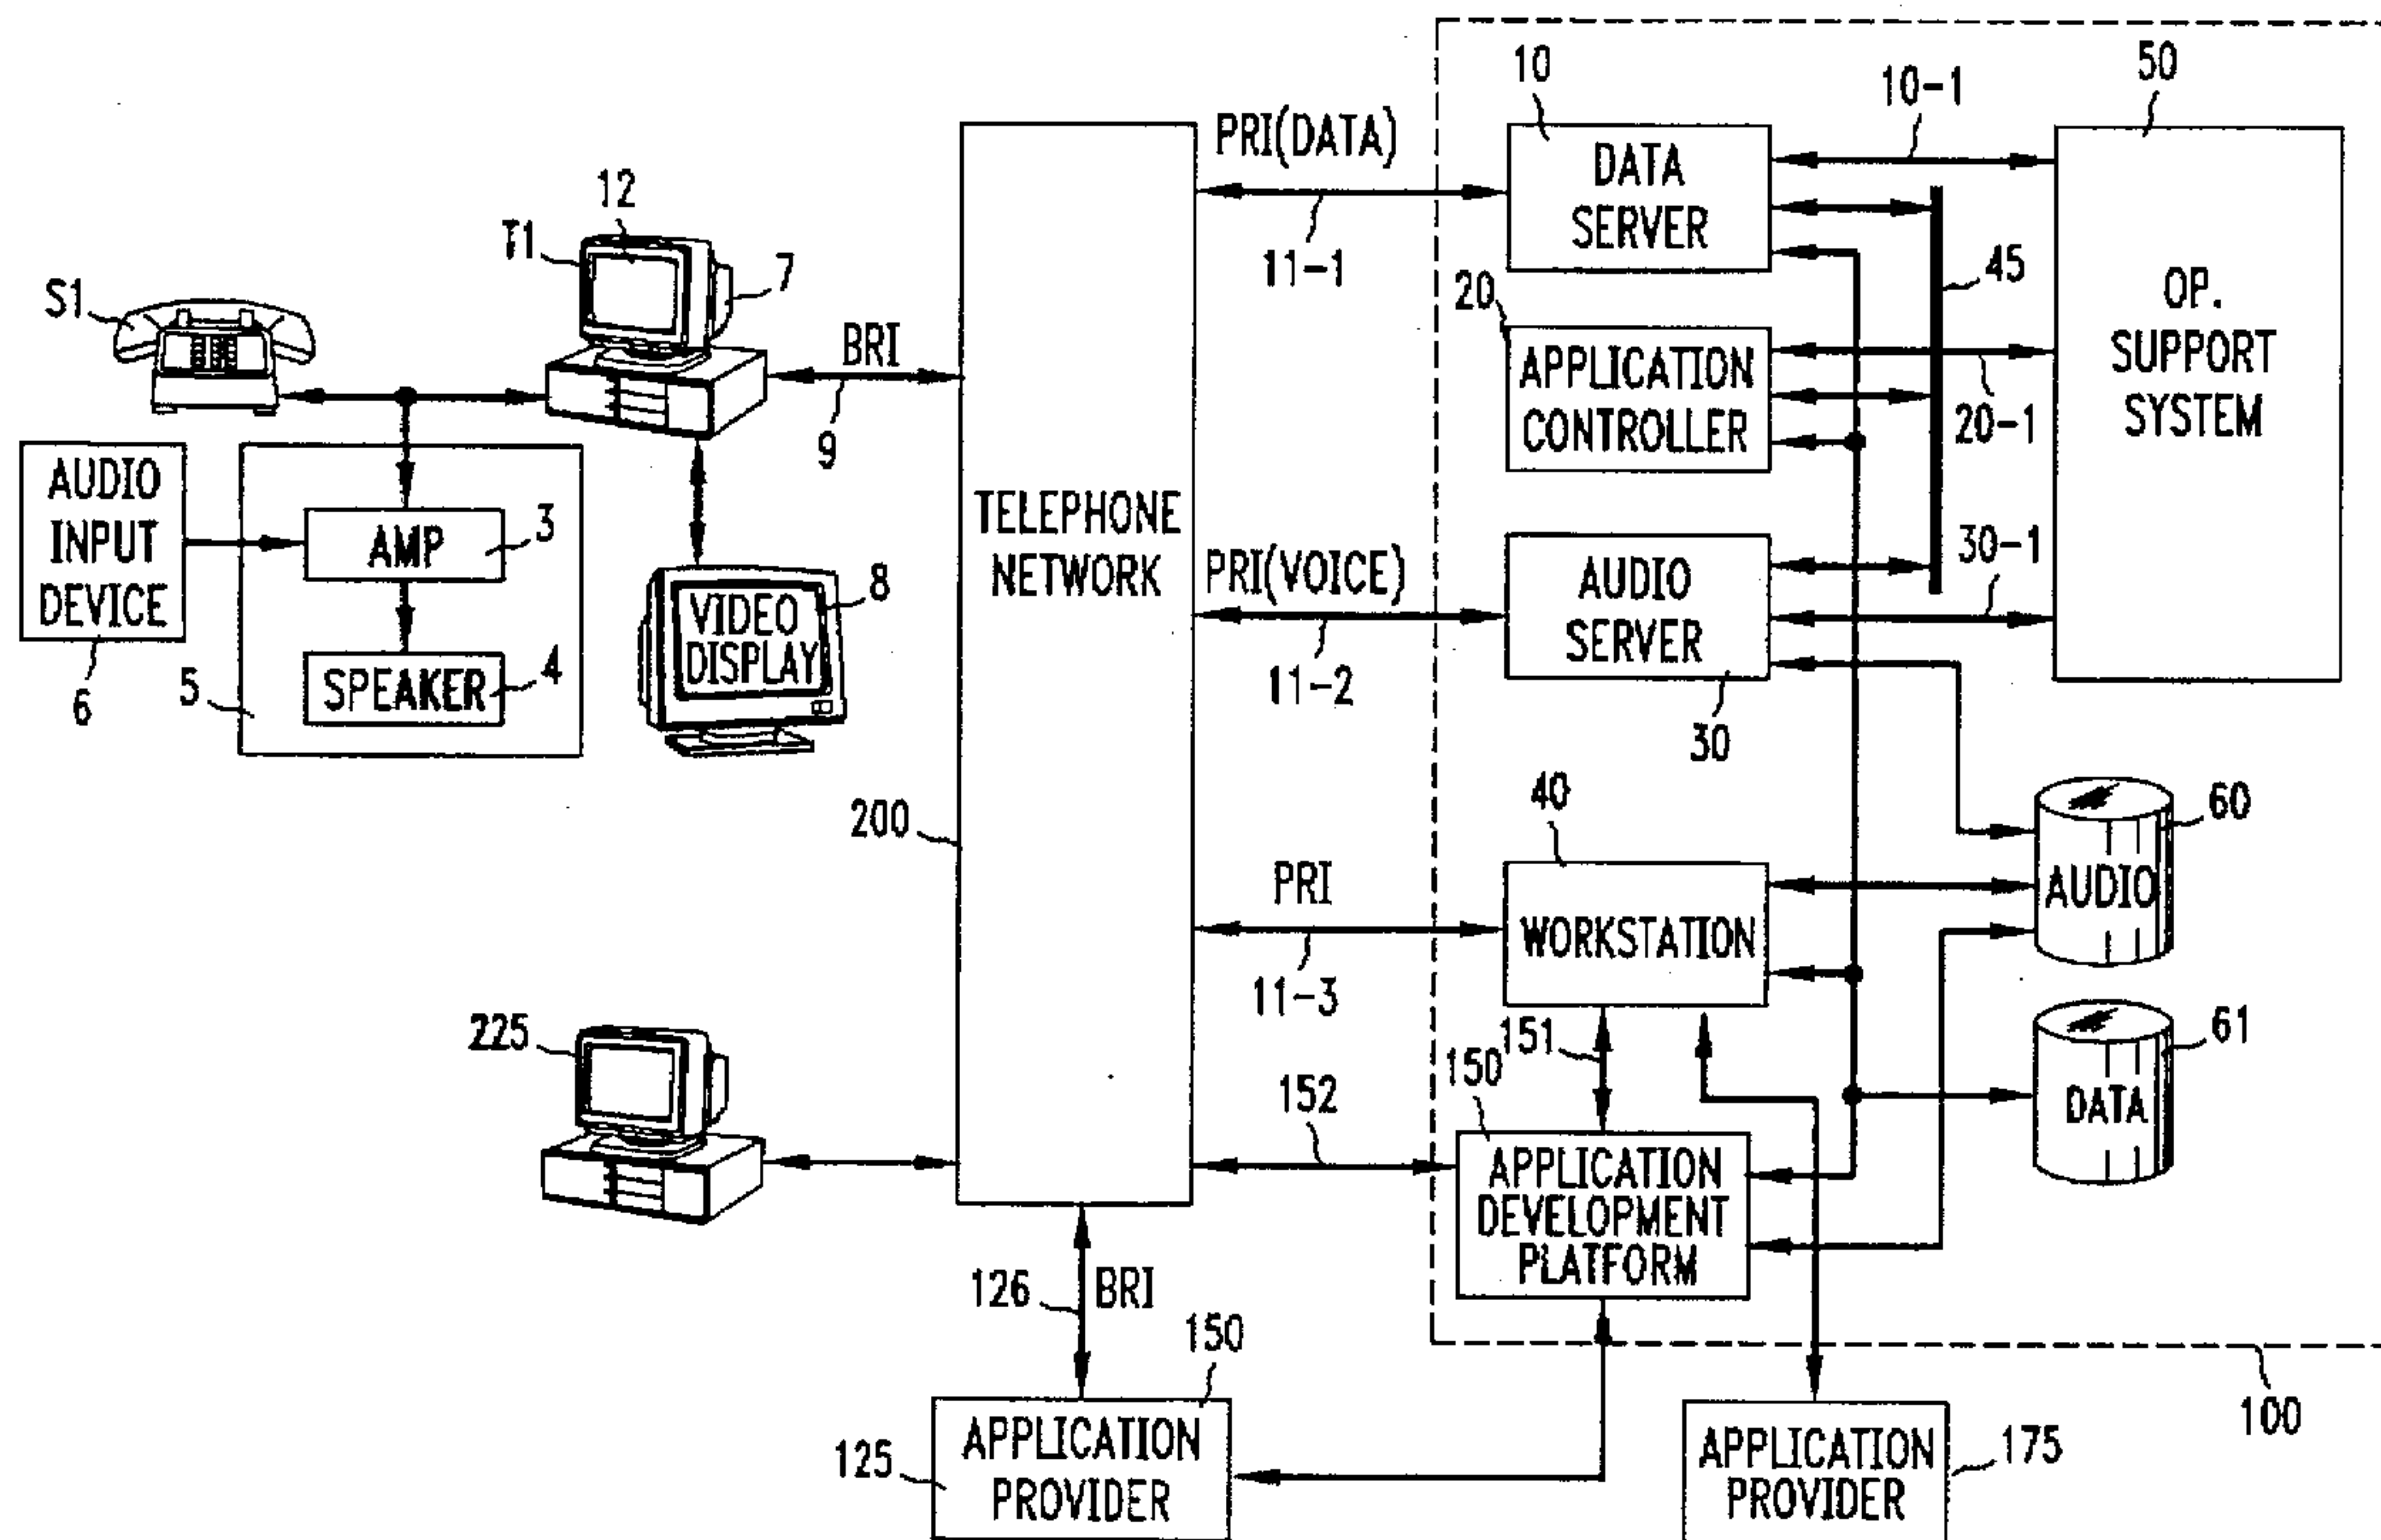 10
10-1
50
PRI(DATA)
DATA
SERVER
11-1
12
T1
7
S1
BRI
9
20
45
OP.
SUPPORT
SYSTEM
APPLICATION
CONTROLLER
20-1
AUDIO
INPUT
DEVICE
6
AMP
3
SPEAKER
4
5
VIDEO
DISPLAY
8
TELEPHONE
NETWORK
200
PRI(VOICE)
11-2
AUDIO
SERVER
30
30-1
40
60
AUDIO
PRI
11-3
WORKSTATION
225
151
150
61
DATA
152
APPLICATION
DEVELOPMENT
PLATFORM
126
BRI
150
125
APPLICATION
PROVIDER
100
APPLICATION
PROVIDER
175